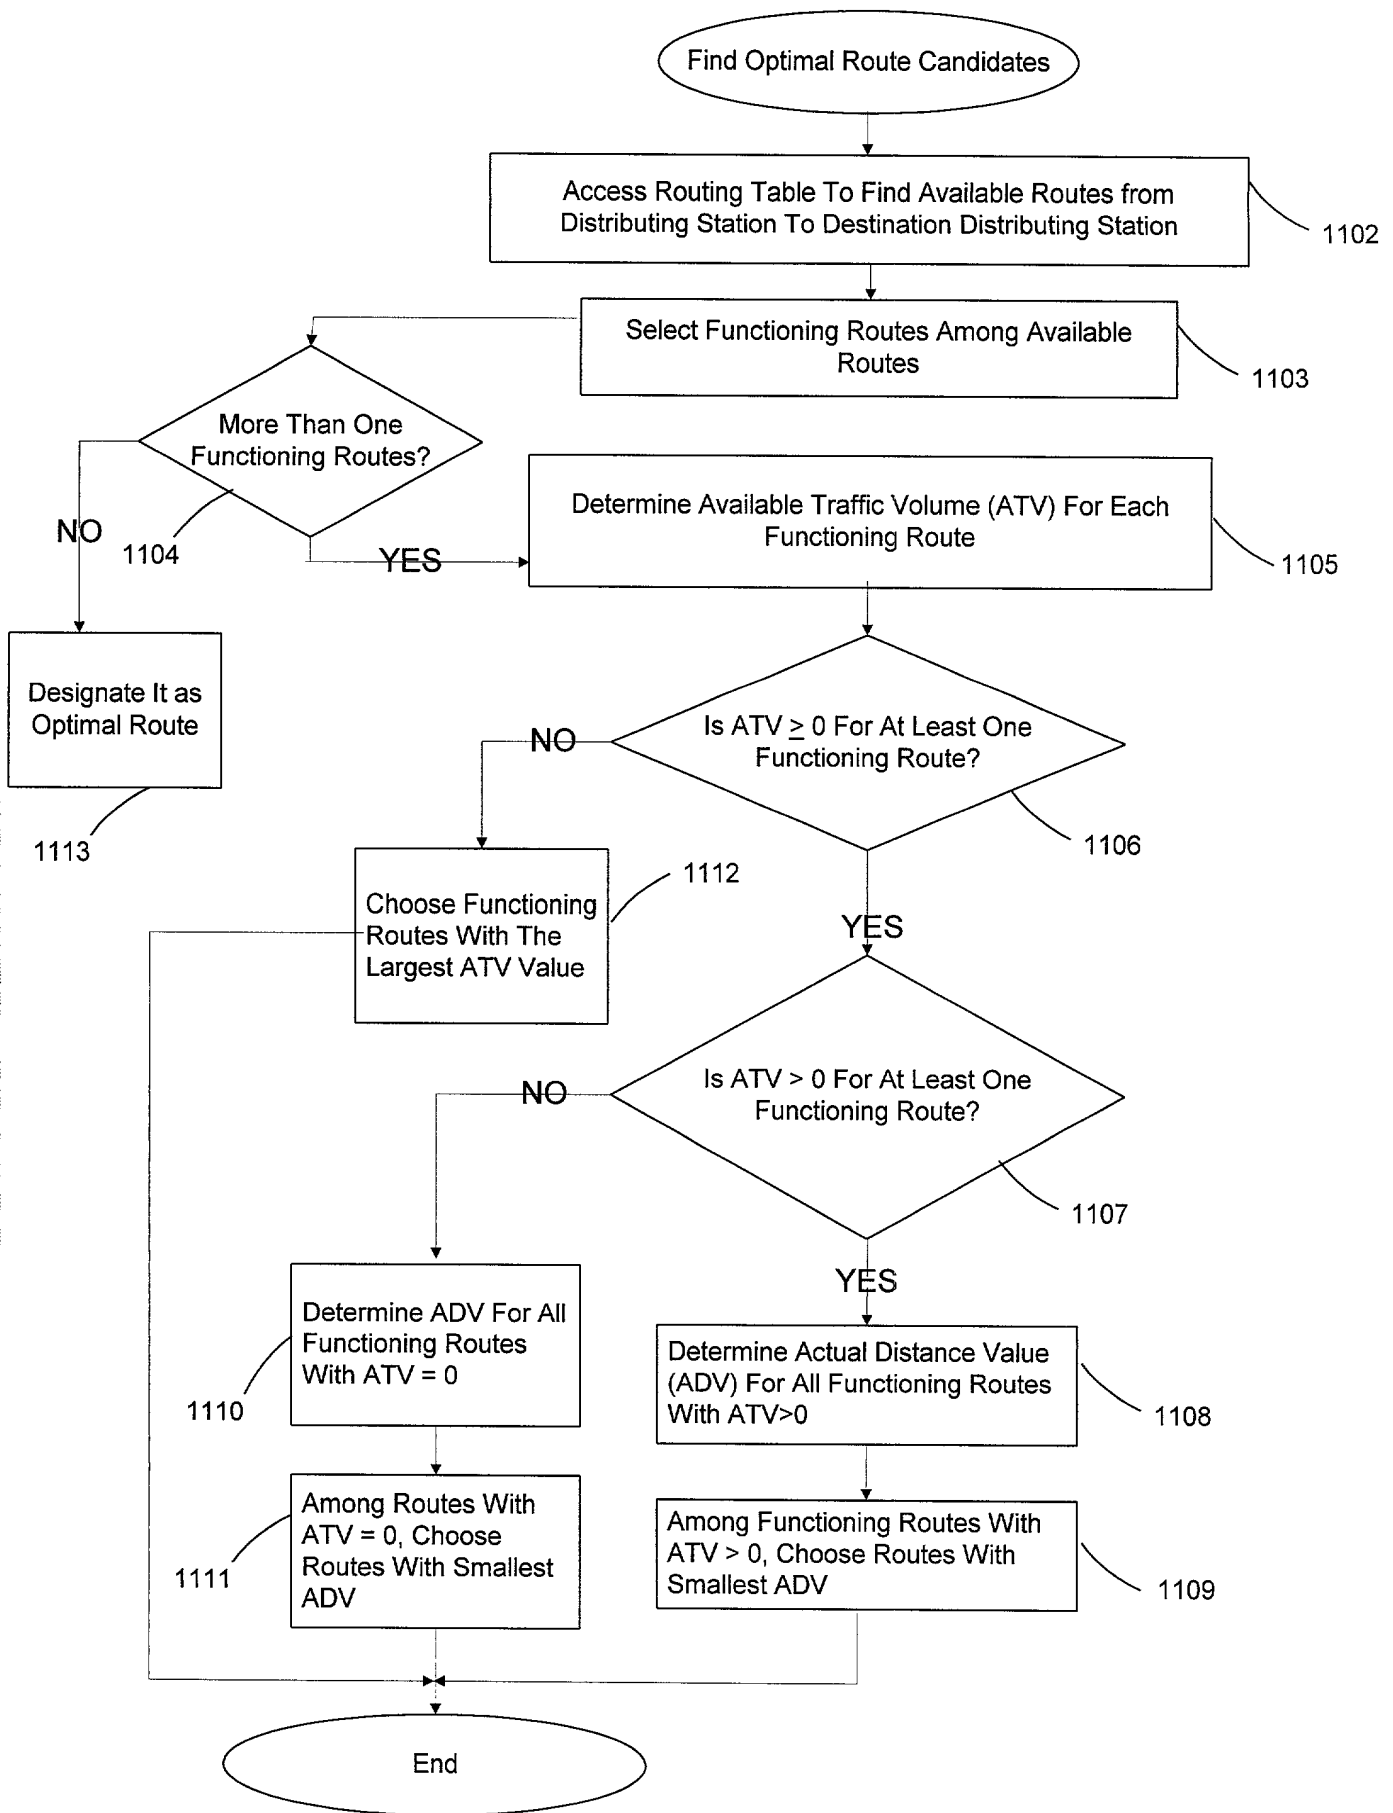 Find Optimal Route Candidates
Access Routing Table To Find Available Routes from
Distributing Station To Destination Distributing Station
1102
Select Functioning Routes Among Available
Routes
1103
More Than One
Functioning Routes?
1104
NO
YES
Determine Available Traffic Volume (ATV) For Each
Functioning Route
1105
Designate It as
Optimal Route
1113
Is ATV ≥ 0 For At Least One
Functioning Route?
1106
NO
YES
Choose Functioning
Routes With The
Largest ATV Value
1112
Is ATV > 0 For At Least One
Functioning Route?
1107
NO
YES
Determine ADV For All
Functioning Routes
With ATV = 0
1110
Determine Actual Distance Value
(ADV) For All Functioning Routes
With ATV>0
1108
Among Routes With
ATV = 0, Choose
Routes With Smallest
ADV
1111
Among Functioning Routes With
ATV > 0, Choose Routes With
Smallest ADV
1109
End